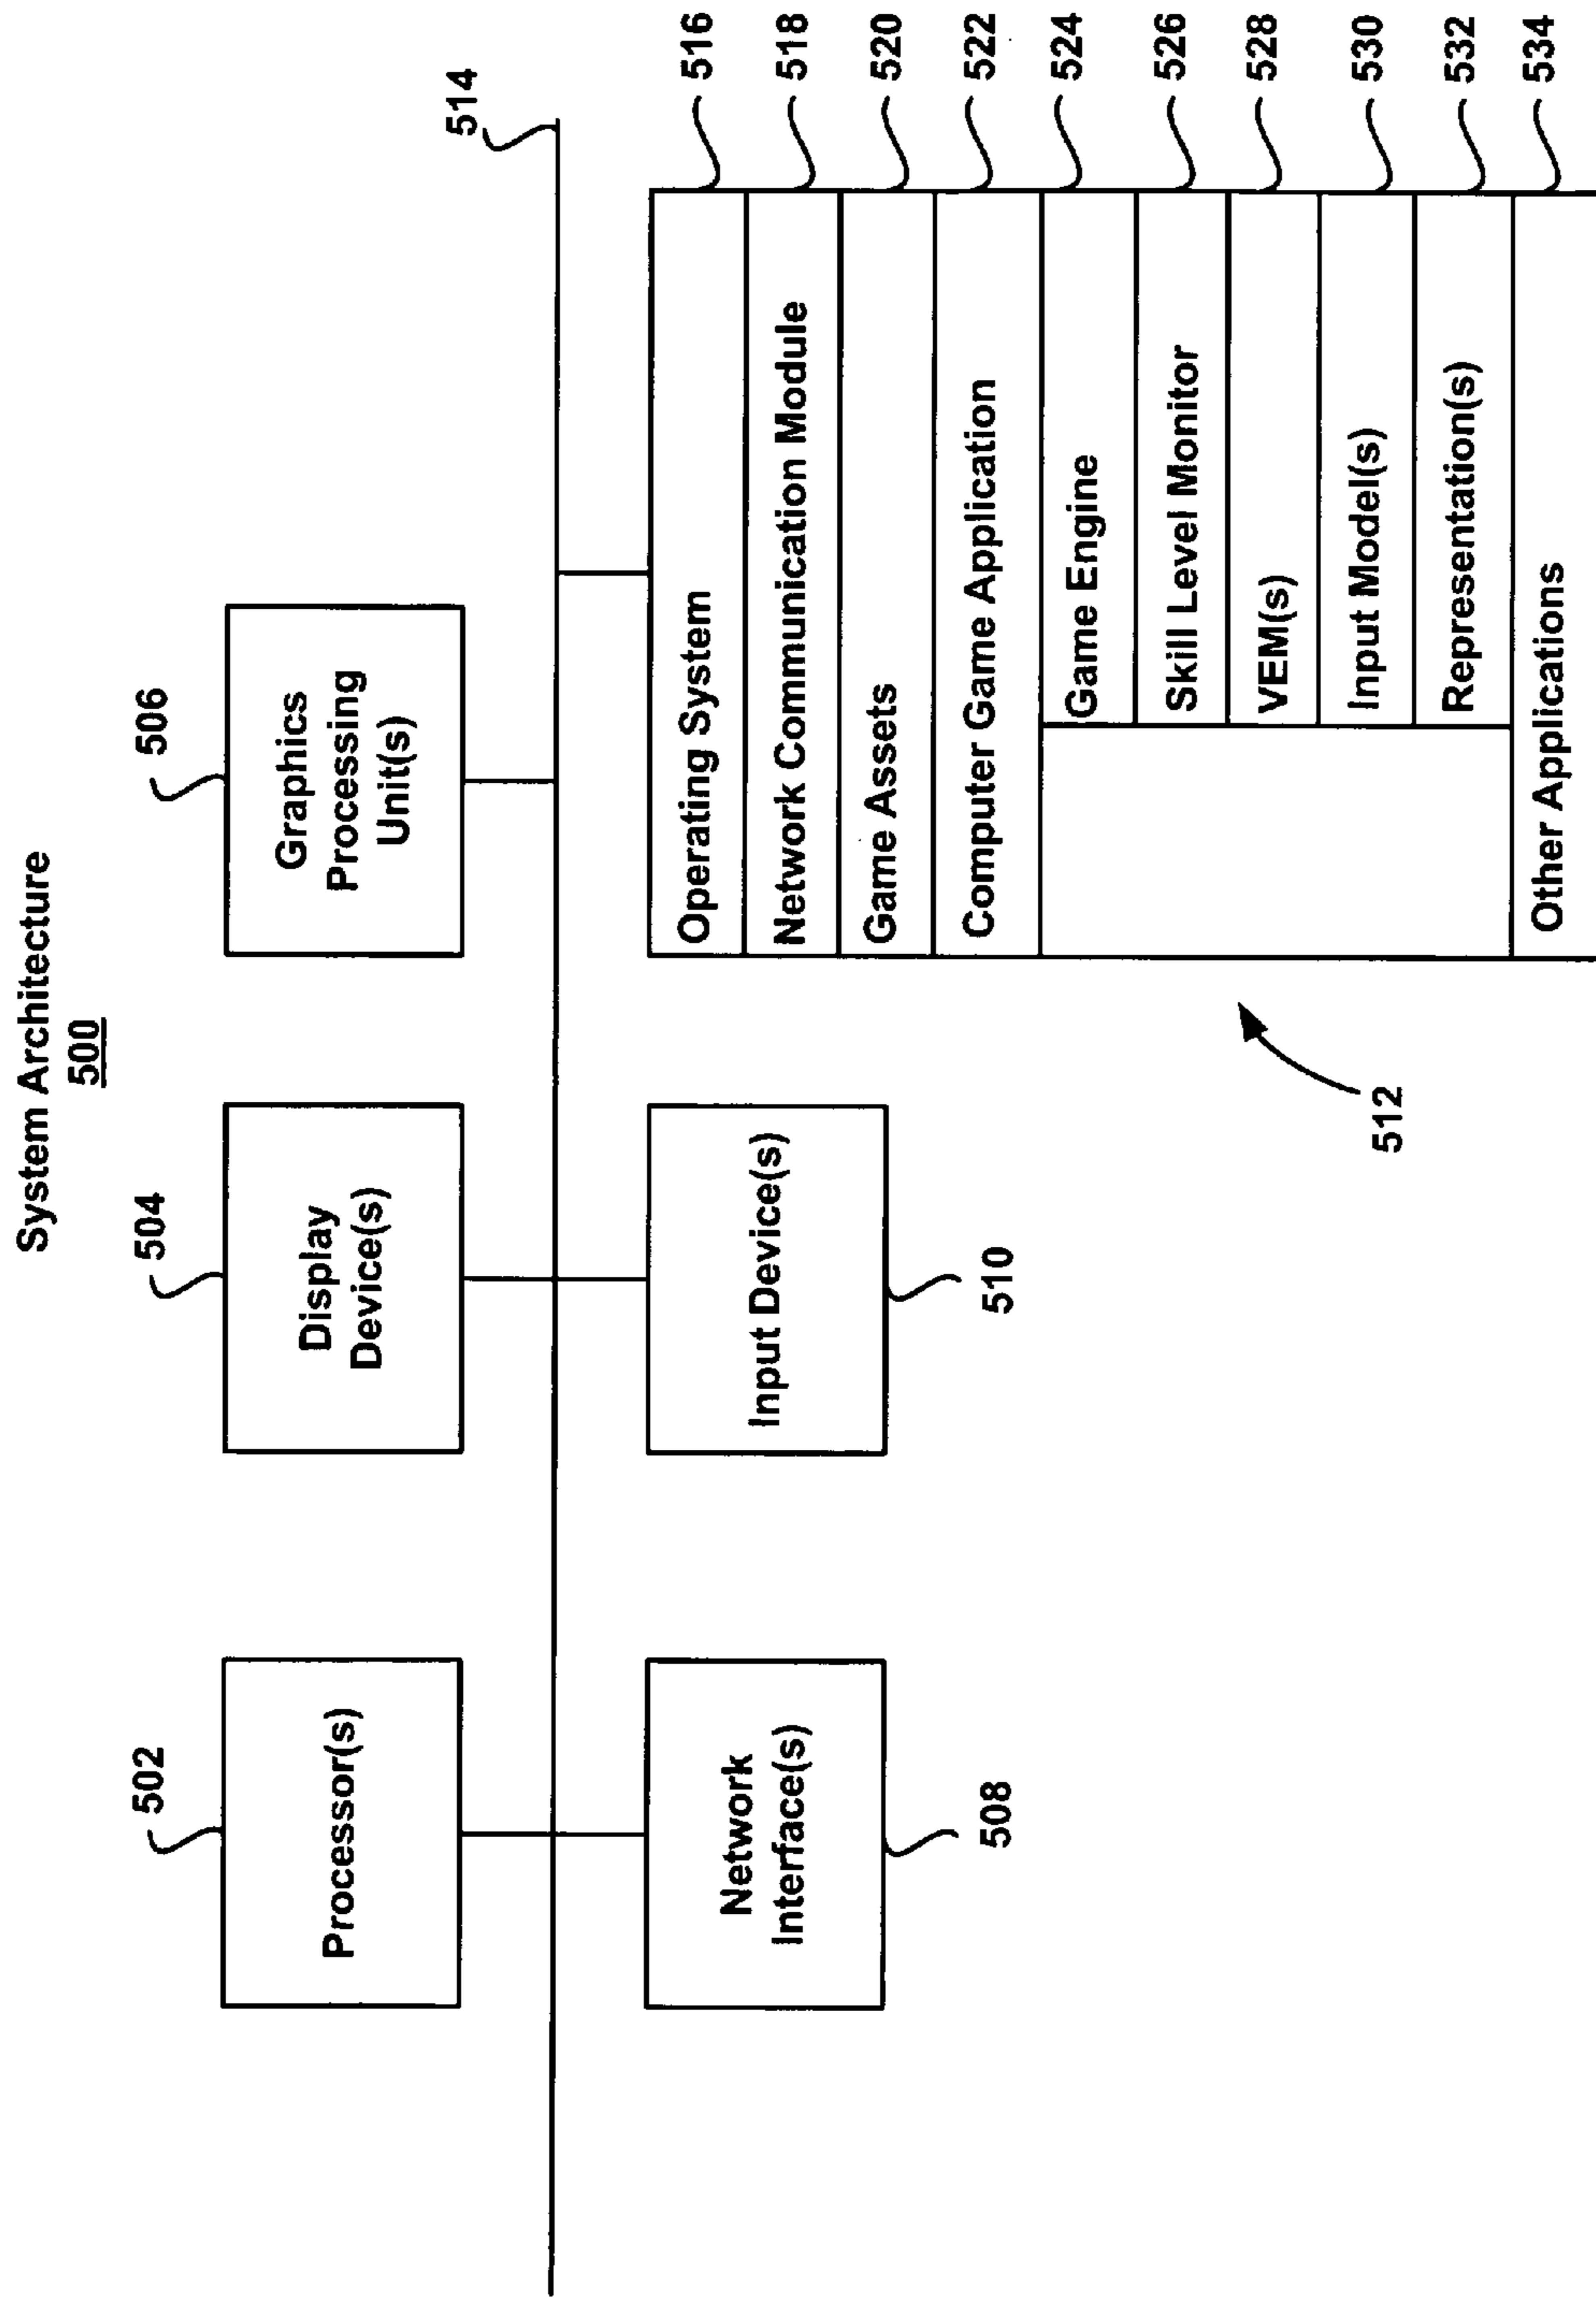 System Architecture
500
502
504
506
Processor(s)
Display
Device(s)
Graphics
Processing
Unit(s)
514
Network
Interface(s)
508
Input Device(s)
510
512
Operating System
516
Network Communication Module
518
Game Assets
520
Computer Game Application
522
Game Engine
524
Skill Level Monitor
526
VEM(s)
528
Input Model(s)
530
Representation(s)
532
Other Applications
534